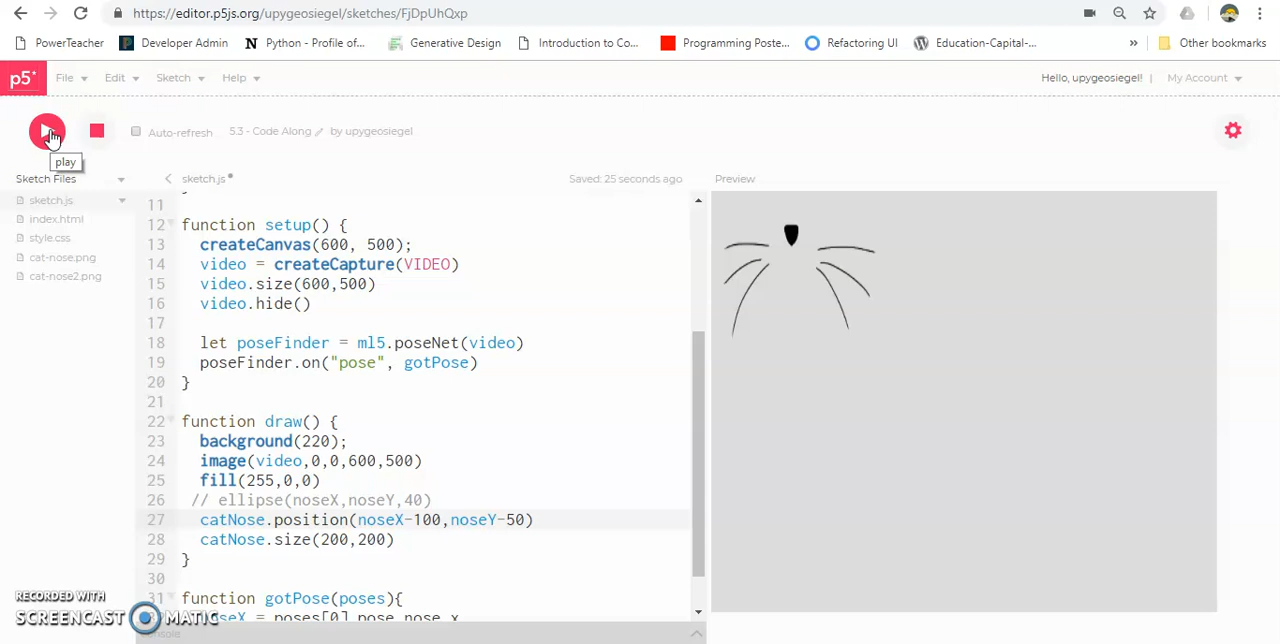 https://editor.p5js.org/upygeosiegel/sketches/FjDpUhQxp
PowerTeacher Developer Admin Python - Profile of... Generative Design Introduction to Co... Programming Poste... Refactoring UI Education-Capital-... » Other bookmarks
p5* File Edit Sketch Help Hello, upygeosiegel! | My Account
Auto-refresh 5.3 - Code Along by upygeosiegel
play
Sketch Files sketch.js Saved: 25 seconds ago Preview
sketch.js
index.html
style.css
cat-nose.png
cat-nose2.png
11
12 function setup() {
13 createCanvas(600, 500);
14 video = createCapture(VIDEO)
15 video.size(600,500)
16 video.hide()
17
18 let poseFinder = ml5.poseNet(video)
19 poseFinder.on("pose", gotPose)
20 }
21
22 function draw() {
23 background(220);
24 image(video,0,0,600,500)
25 fill(255,0,0)
26 // ellipse(noseX,noseY,40)
27 catNose.position(noseX-100,noseY-50)
28 catNose.size(200,200)
29 }
30
31 function gotPose(poses){
noseX = poses[0].pose.nose.x
RECORDED WITH
SCREENCAST MATIC
Console